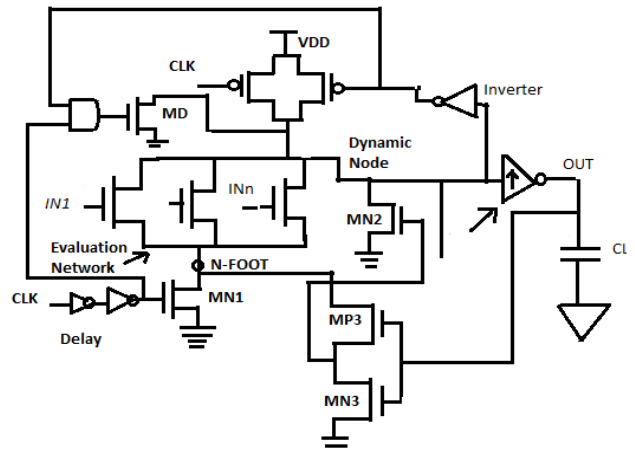 VDD
CLK
Inverter
MD
Dynamic
Node
OUT
IN1
INn
MN2
Evaluation
Network
N-FOOT
CL
CLK
MN1
MP3
Delay
MN3